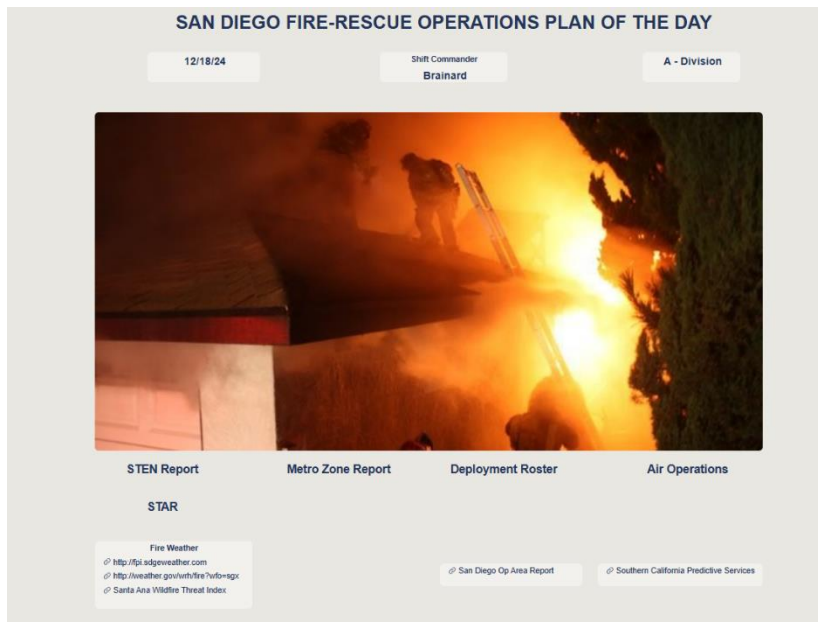 SAN DIEGO FIRE-RESCUE OPERATIONS PLAN OF THE DAY
12/18/24
Shift Commander
Brainard
A - Division
STEN Report
Metro Zone Report
Deployment Roster
Air Operations
STAR
Fire Weather
http://fpi.sdgeweather.com
http://weather.gov/wrh/fire?wfo=sgx
Santa Ana Wildfire Threat Index
San Diego Op Area Report
Southern California Predictive Services